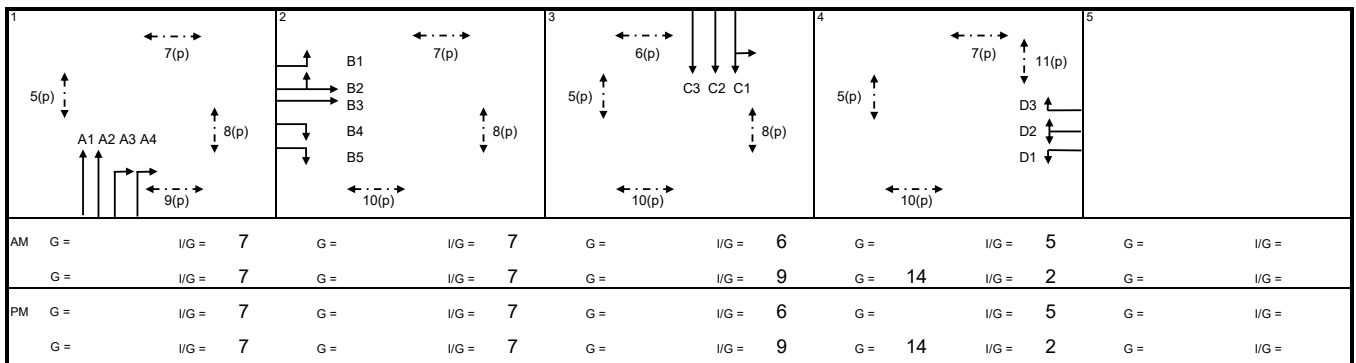 1
7(p)
5(p)
8(p)
A1 A2 A3 A4
9(p)
2
7(p)
B1
B2
B3
B4
B5
8(p)
10(p)
3
6(p)
5(p)
C3 C2 C1
8(p)
10(p)
4
7(p)
11(p)
5(p)
D3
D2
D1
10(p)
5
AM G = I/G = 7 G = I/G = 7 G = I/G = 6 G = I/G = 5 G = I/G =
G = I/G = 7 G = I/G = 7 G = I/G = 9 G = 14 I/G = 2 G = I/G =
PM G = I/G = 7 G = I/G = 7 G = I/G = 6 G = I/G = 5 G = I/G =
G = I/G = 7 G = I/G = 7 G = I/G = 9 G = 14 I/G = 2 G = I/G =